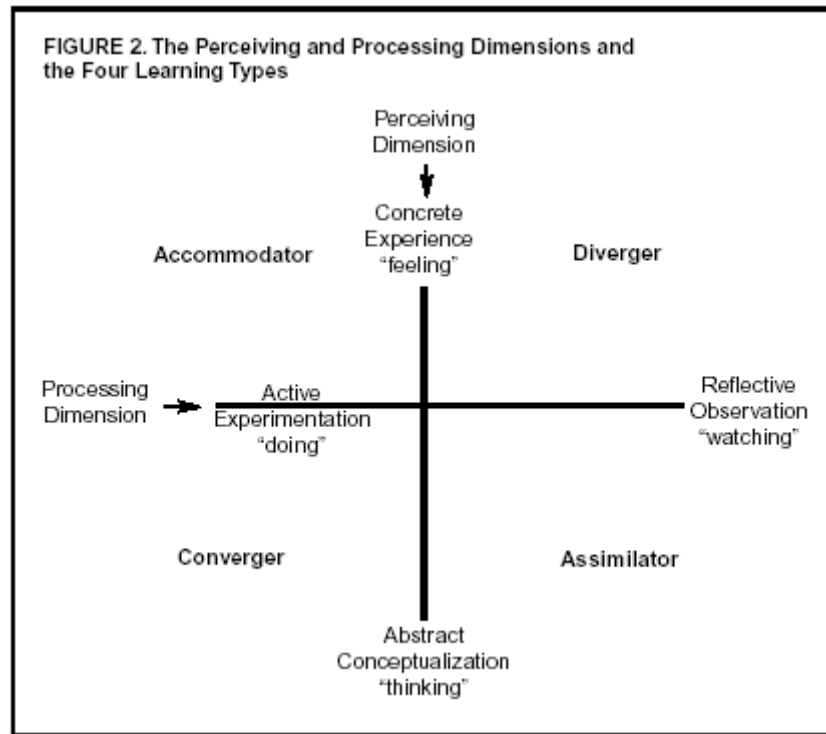 FIGURE 2. The Perceiving and Processing Dimensions and
the Four Learning Types
Perceiving
Dimension
Concrete
Experience
“feeling”
Accommodator
Diverger
Processing
Dimension
Active
Experimentation
“doing”
Reflective
Observation
“watching”
Converger
Assimilator
Abstract
Conceptualization
“thinking”